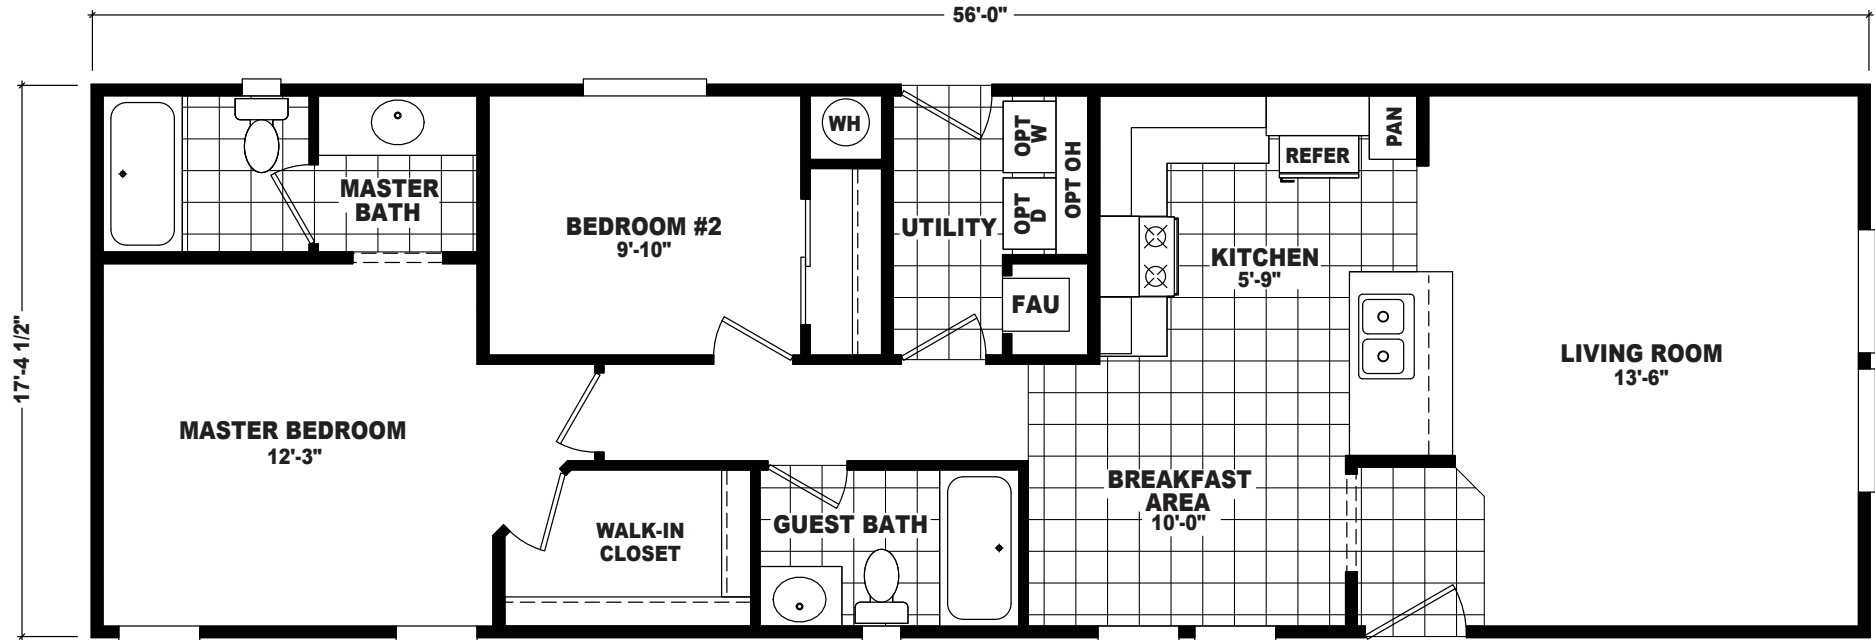 56'-0"
17'-4 1/2"
MASTER
BATH
BEDROOM #2
9'-10"
WH
UTILITY
OPT
W
OPT
D
OPT OH
FAU
REFER
PAN
KITCHEN
5'-9"
LIVING ROOM
13'-6"
MASTER BEDROOM
12'-3"
WALK-IN
CLOSET
GUEST BATH
BREAKFAST
AREA
10'-0"